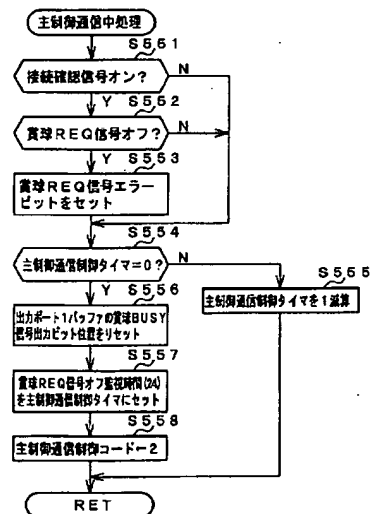 主制御通信中処理
S551
接続確認信号オン?
N
Y
S552
賞球REQ信号オフ?
N
Y
S553
賞球REQ信号エラー
ビットをセット
S554
主制御通信制御タイマ=0?
N
Y
S555
主制御通信制御タイマを1減算
S556
出力ポート1バッファの賞球BUSY
信号出力ビット位置をリセット
S557
賞球REQ信号オフ監視時間(24)
を主制御通信制御タイマにセット
S558
主制御通信制御コード←2
RET